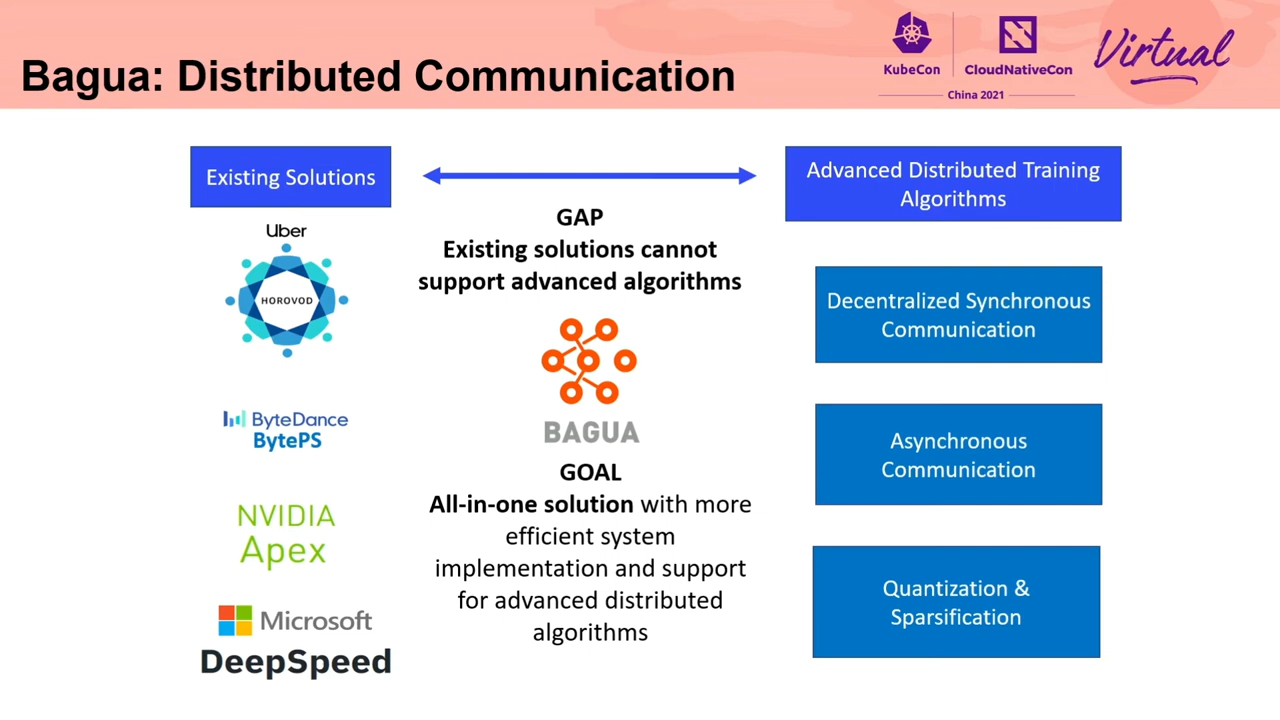 Bagua: Distributed Communication
KubeCon
CloudNativeCon
China 2021
Virtual
Existing Solutions
Uber
HOROVOD
ByteDance
BytePS
NVIDIA
Apex
Microsoft
DeepSpeed
GAP
Existing solutions cannot
support advanced algorithms
BAGUA
GOAL
All-in-one solution with more
efficient system
implementation and support
for advanced distributed
algorithms
Advanced Distributed Training
Algorithms
Decentralized Synchronous
Communication
Asynchronous
Communication
Quantization &
Sparsification